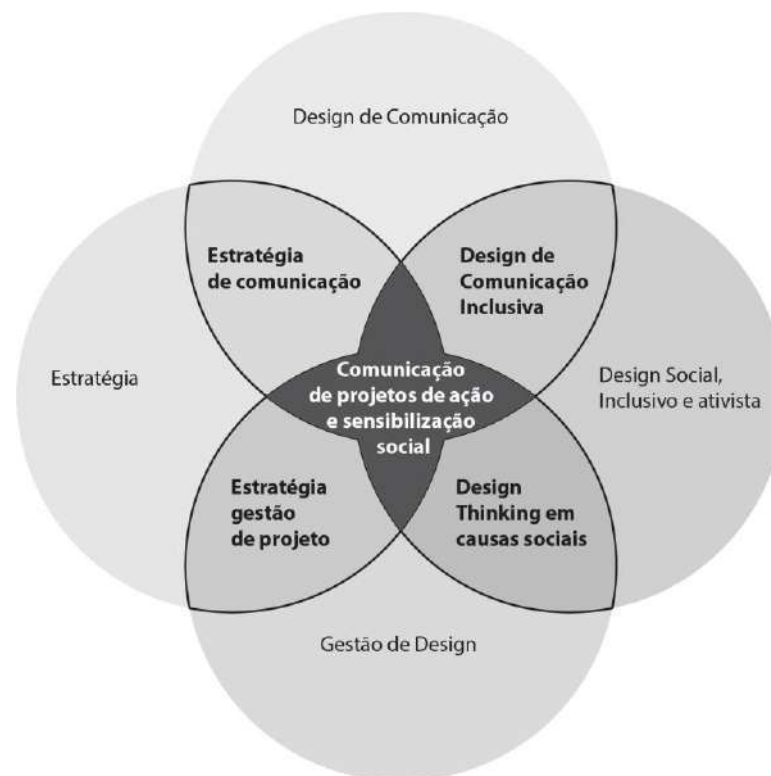 Design de Comunicação
Estratégia
de comunicação
Design de
Comunicação
Inclusiva
Estratégia
Comunicação
de projetos de ação
e sensibilização
social
Design Social,
Inclusivo e ativista
Estratégia
gestão
de projeto
Design
Thinking em
causas sociais
Gestão de Design